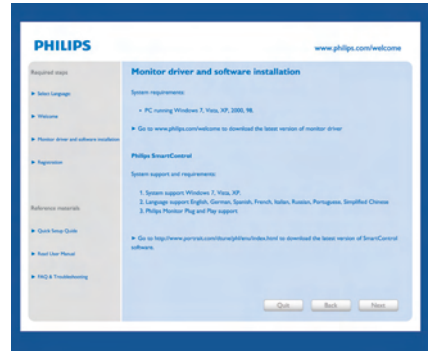 PHILIPS
www.philips.com/welcome
Required steps
Select Language
Welcome
Monitor driver and software installation
Registration
Reference materials
Quick Setup Guide
Read User Manual
FAQ & Troubleshooting
Monitor driver and software installation
System requirements:
• PC running Windows 7, Vista, XP, 2000, 98.
Go to www.philips.com/welcome to download the latest version of monitor driver
Philips SmartControl
System support and requirements:
1. System support Windows 7, Vista, XP.
2. Language support English, German, Spanish, French, Italian, Russian, Portuguese, Simplified Chinese
3. Philips Monitor Plug and Play support
Go to http://www.portrait.com/dtune/phl/enu/index.html to download the latest version of SmartControl
software.
Quit
Back
Next